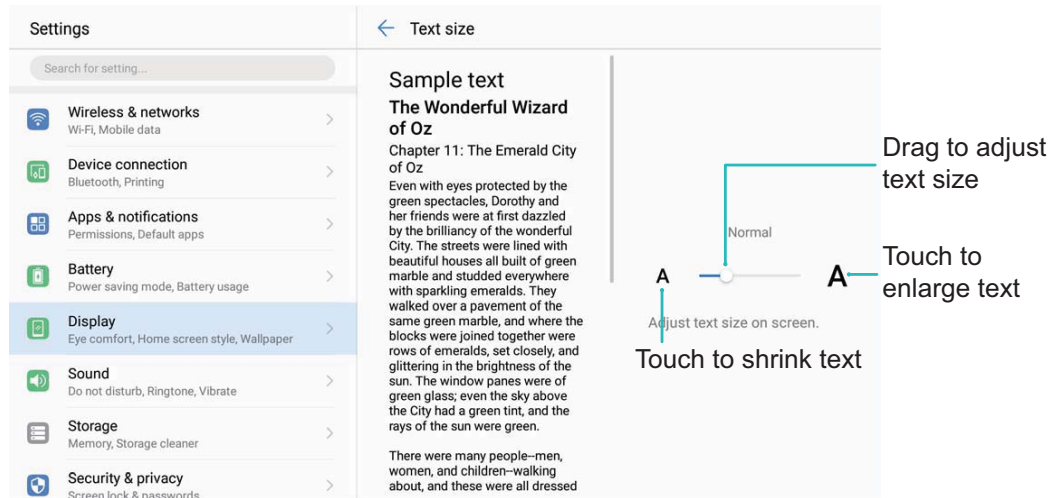 Settings
Search for setting...
Wireless & networks
Wi-Fi, Mobile data
Device connection
Bluetooth, Printing
Apps & notifications
Permissions, Default apps
Battery
Power saving mode, Battery usage
Display
Eye comfort, Home screen style, Wallpaper
Sound
Do not disturb, Ringtone, Vibrate
Storage
Memory, Storage cleaner
Security & privacy
Screen lock & passwords
Text size
Sample text
The Wonderful Wizard
of Oz
Chapter 11: The Emerald City
of Oz
Even with eyes protected by the
green spectacles, Dorothy and
her friends were at first dazzled
by the brilliancy of the wonderful
City. The streets were lined with
beautiful houses all built of green
marble and studded everywhere
with sparkling emeralds. They
walked over a pavement of the
same green marble, and where the
blocks were joined together were
rows of emeralds, set closely, and
glittering in the brightness of the
sun. The window panes were of
green glass; even the sky above
the City had a green tint, and the
rays of the sun were green.
There were many people--men,
women, and children--walking
about, and these were all dressed
Normal
A
A
Adjust text size on screen.
Touch to shrink text
Drag to adjust
text size
Touch to
enlarge text